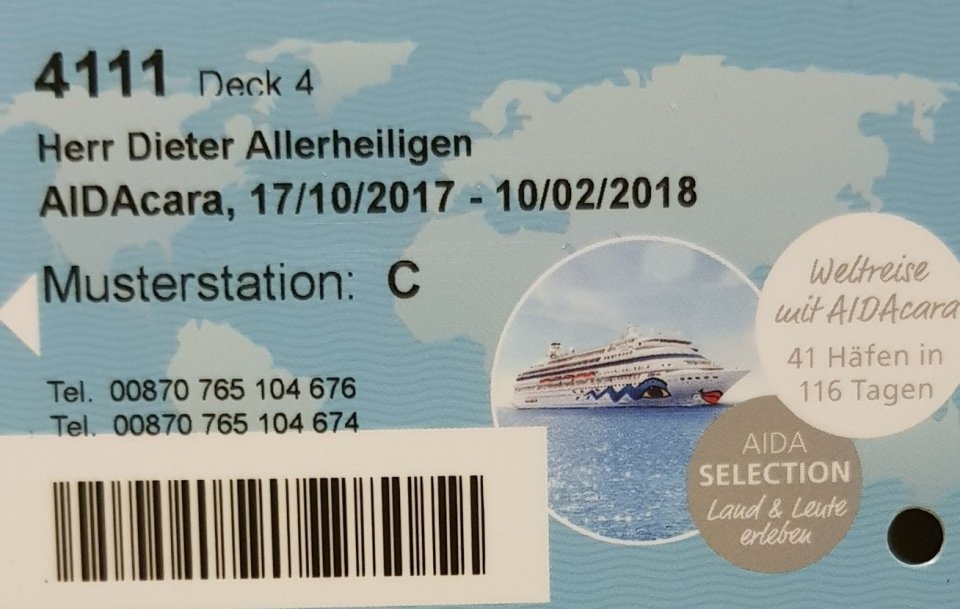 4111 Deck 4
Herr Dieter Allerheiligen
AIDAcara, 17/10/2017 - 10/02/2018
Musterstation: C
Tel. 00870 765 104 676
Tel. 00870 765 104 674
Weltreise
mit AIDAcara
41 Häfen in
116 Tagen
AIDA
SELECTION
Land & Leute
erleben